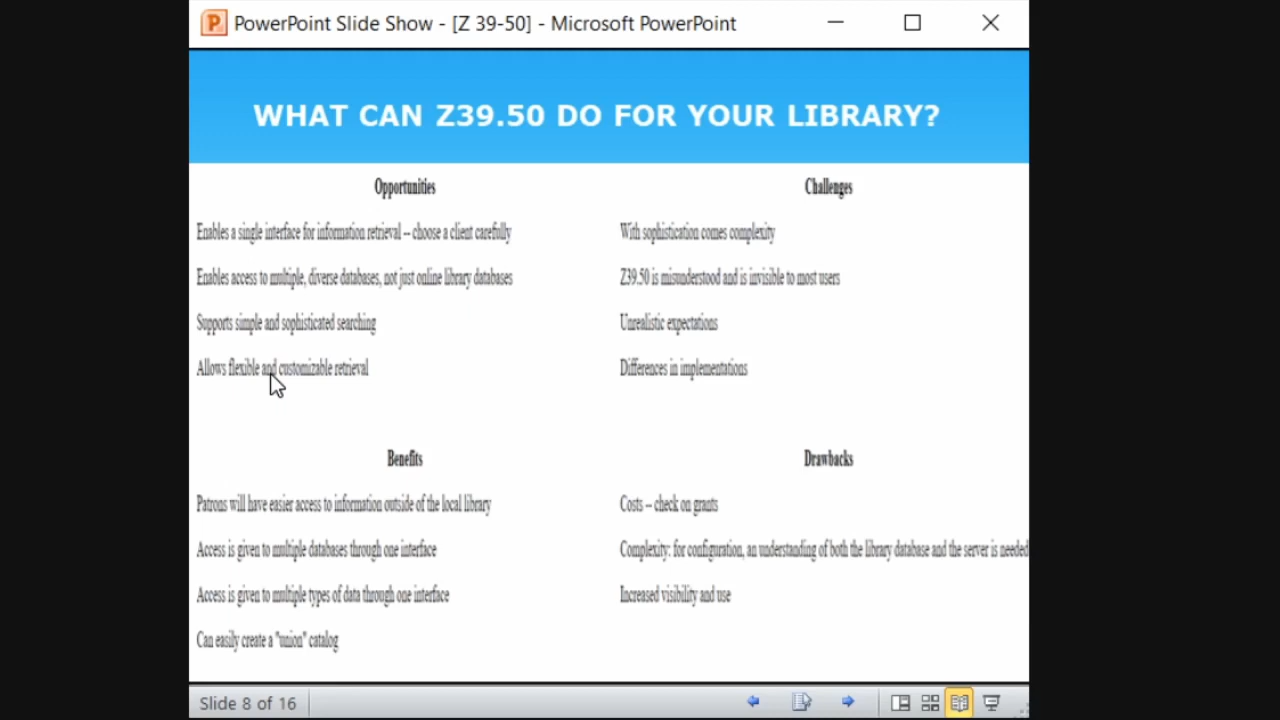 PowerPoint Slide Show - [Z 39-50] - Microsoft PowerPoint
WHAT CAN Z39.50 DO FOR YOUR LIBRARY?
Opportunities
Enables a single interface for information retrieval -- choose a client carefully
Enables access to multiple, diverse databases, not just online library databases
Supports simple and sophisticated searching
Allows flexible and customizable retrieval
Challenges
With sophistication comes complexity
Z39.50 is misunderstood and is invisible to most users
Unrealistic expectations
Differences in implementations
Benefits
Patrons will have easier access to information outside of the local library
Access is given to multiple databases through one interface
Access is given to multiple types of data through one interface
Can easily create a "union" catalog
Drawbacks
Costs -- check on grants
Complexity: for configuration, an understanding of both the library database and the server is needed
Increased visibility and use
Slide 8 of 16